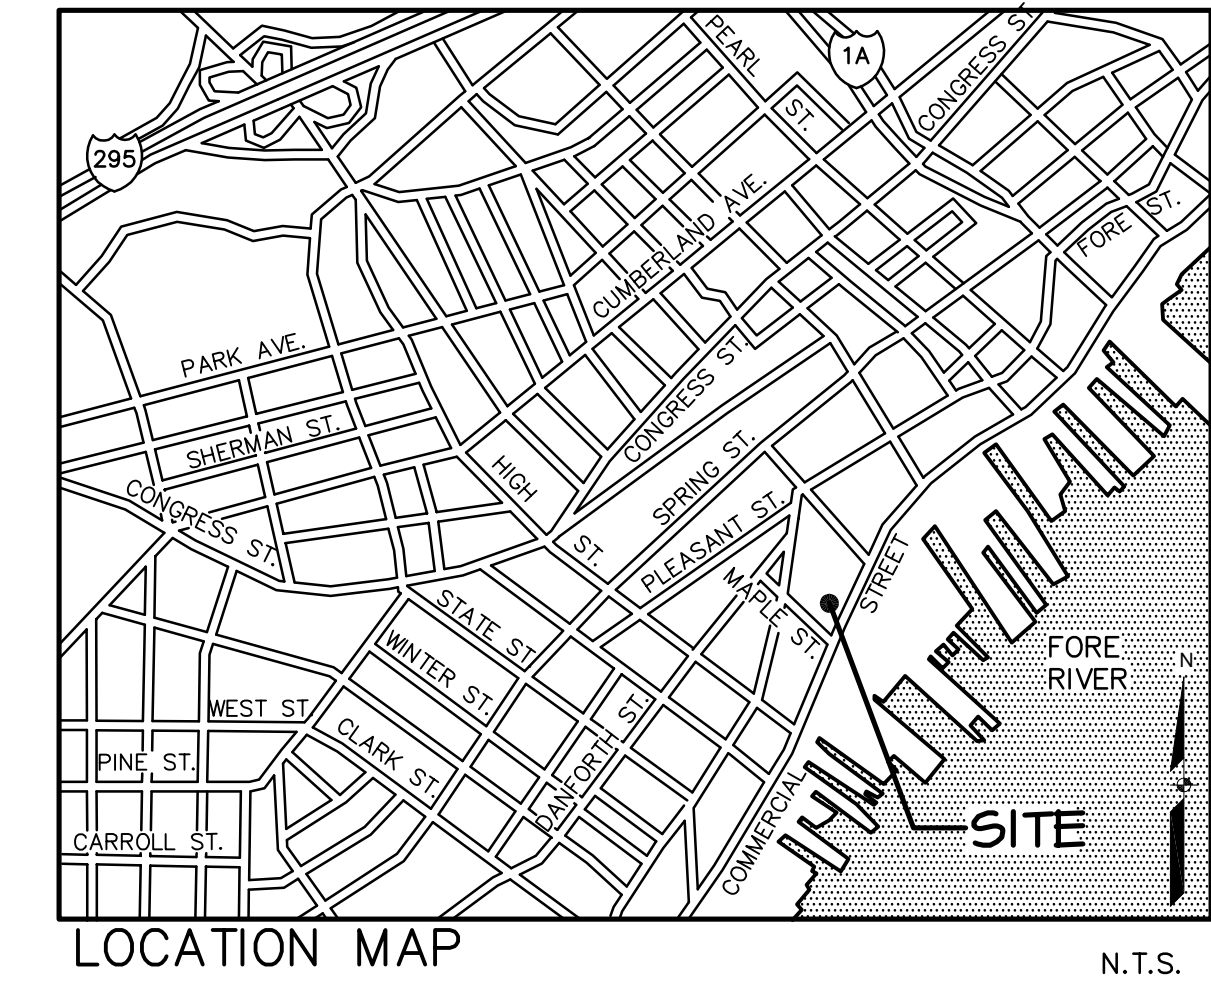 PEARL
ST.
1A
CONGRESS ST.
295
CUMBERLAND AVE.
FORE ST.
PARK AVE.
SHERMAN ST.
CONGRESS ST.
CONGRESS ST.
HIGH
ST.
SPRING ST.
PLEASANT ST.
MAPLE ST.
STATE ST.
WINTER ST.
CLARK ST.
DANFORTH ST.
WEST ST.
PINE ST.
CARROLL ST.
COMMERCIAL
STREET
FORE
RIVER
N
SITE
LOCATION MAP
N.T.S.